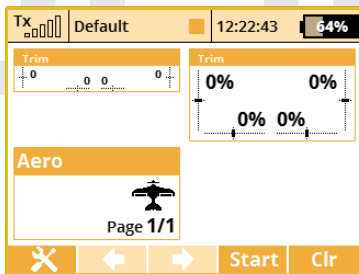 Tx Default 12:22:43 64%
Trim
0 0 0 0
Trim
0% 0%
0% 0%
Aero
Page 1/1
Start Clr